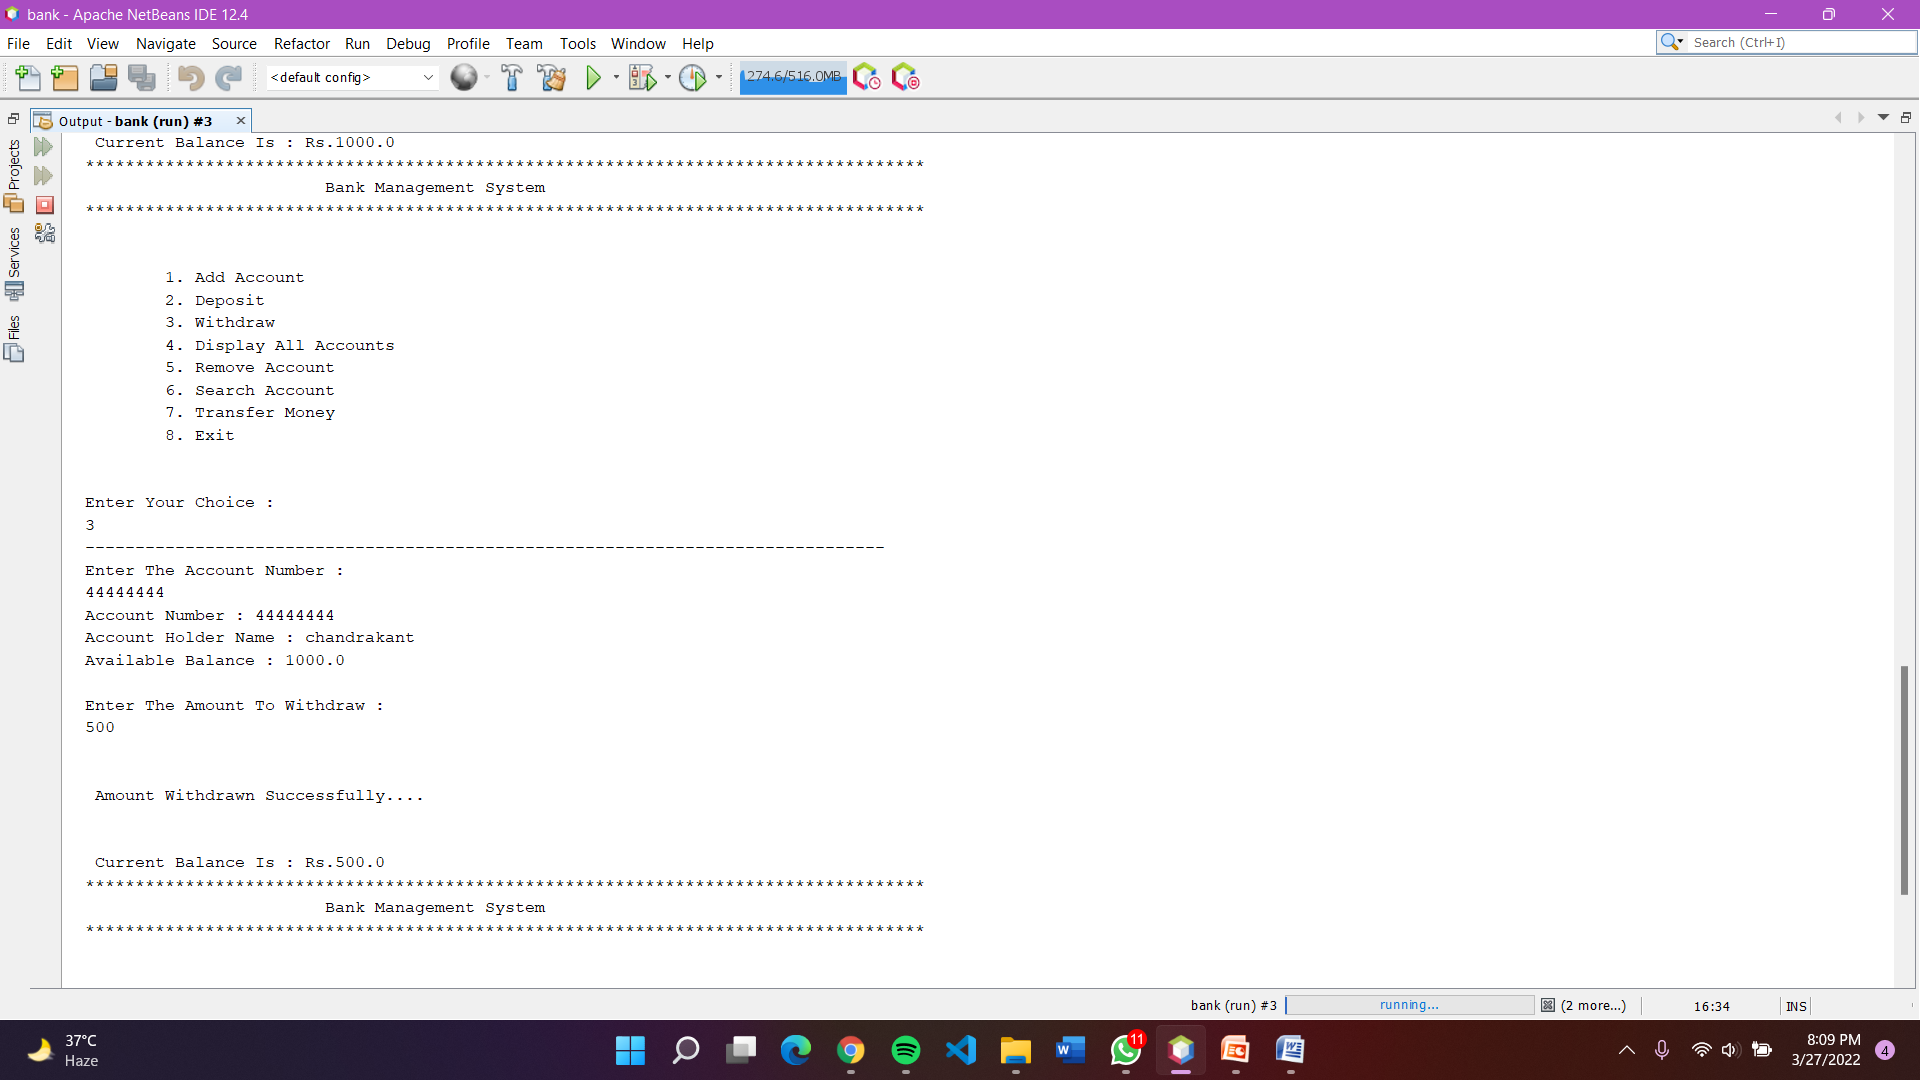 bank - Apache NetBeans IDE 12.4
File Edit View Navigate Source Refactor Run Debug Profile Team Tools Window Help
Search (Ctrl+I)
<default config>
274.6/516.0MB
Output - bank (run) #3
Projects
Services
Files
Current Balance Is : Rs.1000.0
************************************************************************************
Bank Management System
************************************************************************************
1. Add Account
2. Deposit
3. Withdraw
4. Display All Accounts
5. Remove Account
6. Search Account
7. Transfer Money
8. Exit
Enter Your Choice :
3
--------------------------------------------------------------------------------
Enter The Account Number :
44444444
Account Number : 44444444
Account Holder Name : chandrakant
Available Balance : 1000.0
Enter The Amount To Withdraw :
500
Amount Withdrawn Successfully....
Current Balance Is : Rs.500.0
************************************************************************************
Bank Management System
************************************************************************************
bank (run) #3
running...
(2 more...)
16:34
INS
37°C
Haze
11
8:09 PM
3/27/2022
4